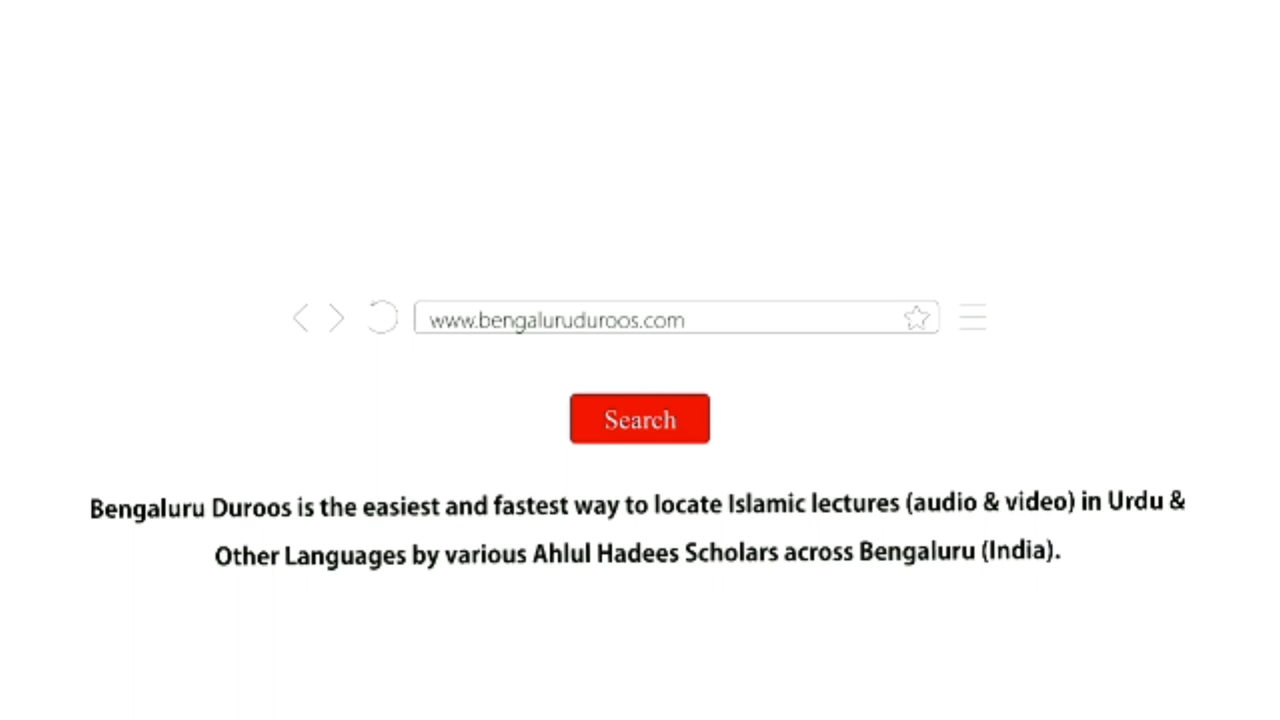 www.bengaluruduroos.com
Search
Bengaluru Duroos is the easiest and fastest way to locate Islamic lectures (audio & video) in Urdu &
Other Languages by various Ahlul Hadees Scholars across Bengaluru (India).